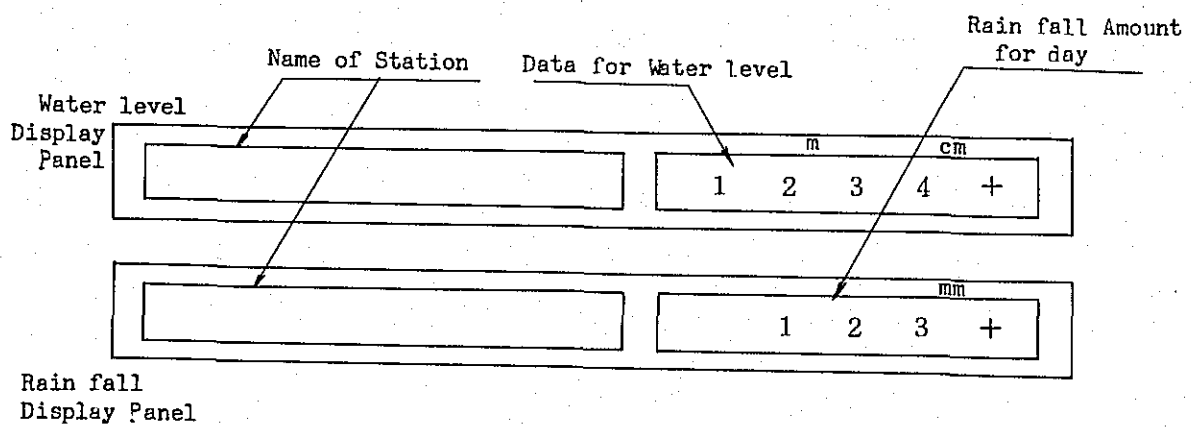 Rain fall Amount
for day
Name of Station
Data for Water level
Water level
Display
Panel
m cm
1 2 3 4 +
mm
1 2 3 +
Rain fall
Display Panel